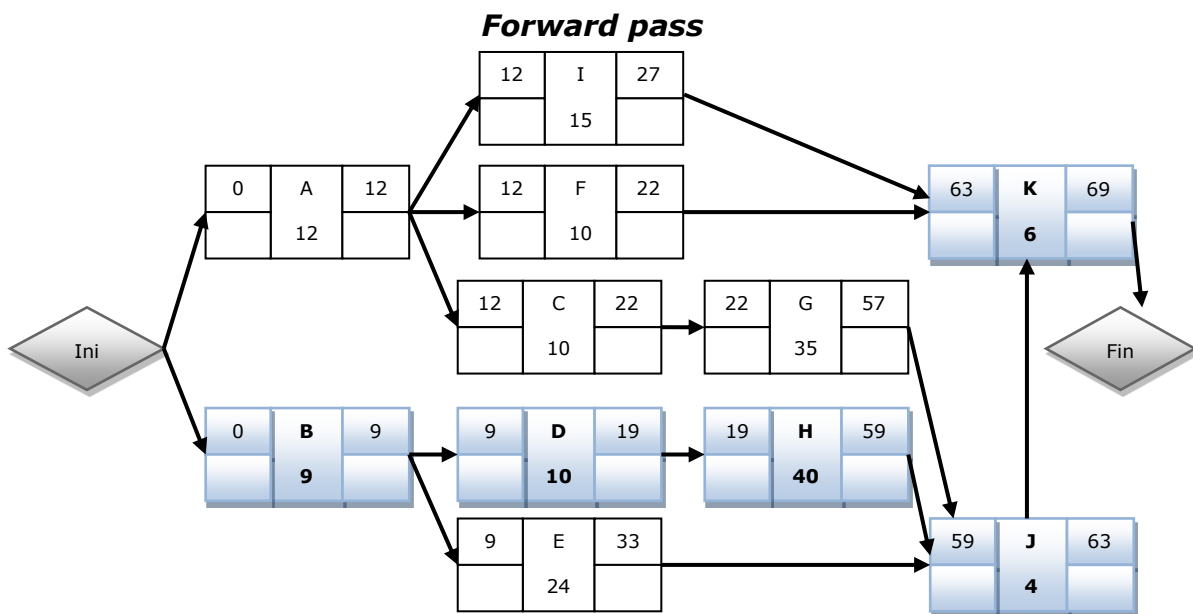 Forward pass
12 I 27
15
12 F 22
10
0 A 12
12
63 K 69
6
12 C 22
10
22 G 57
35
Ini
Fin
0 B 9
9
9 D 19
10
19 H 59
40
9 E 33
24
59 J 63
4